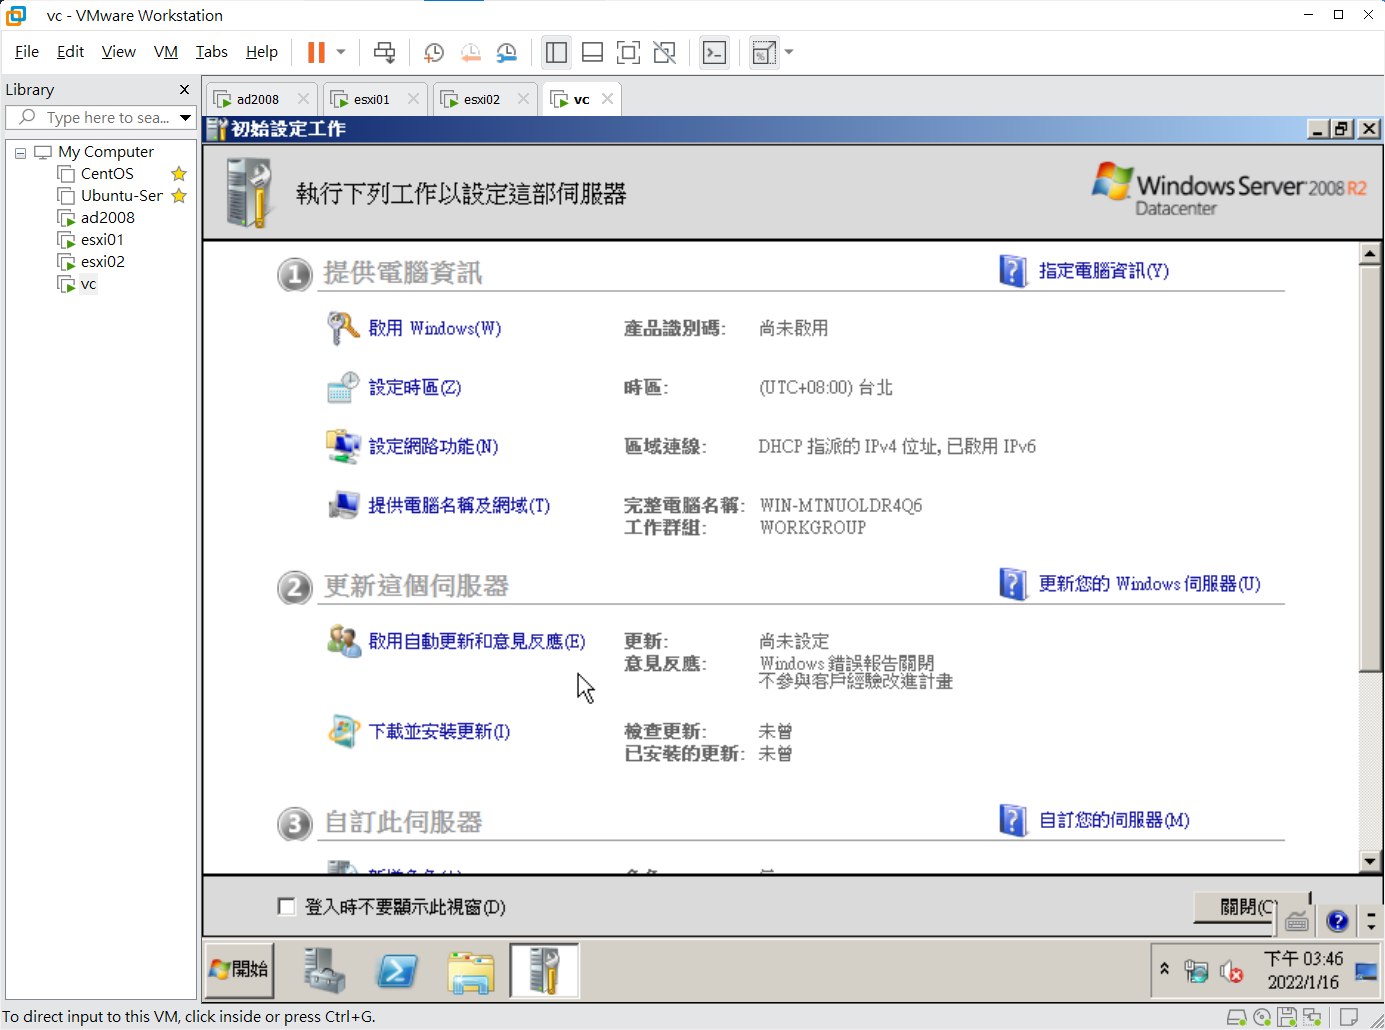 vc - VMware Workstation
File Edit View VM Tabs Help
Library
Type here to sea...
My Computer
CentOS
Ubuntu-Ser
ad2008
esxi01
esxi02
vc
ad2008
esxi01
esxi02
vc
初始設定工作
執行下列工作以設定這部伺服器
Windows Server 2008 R2
Datacenter
1 提供電腦資訊
指定電腦資訊(Y)
啟用 Windows(W)
產品識別碼: 尚未啟用
設定時區(Z)
時區: (UTC+08:00) 台北
設定網路功能(N)
區域連線: DHCP 指派的 IPv4 位址, 已啟用 IPv6
提供電腦名稱及網域(T)
完整電腦名稱: WIN-MTNUOLDR4Q6
工作群組: WORKGROUP
2 更新這個伺服器
更新您的 Windows 伺服器(U)
啟用自動更新和意見反應(E)
更新: 尚未設定
意見反應: Windows 錯誤報告關閉
不參與客戶經驗改進計畫
下載並安裝更新(I)
檢查更新: 未曾
已安裝的更新: 未曾
3 自訂此伺服器
自訂您的伺服器(M)
登入時不要顯示此視窗(D)
關閉(C
開始
下午 03:46
2022/1/16
To direct input to this VM, click inside or press Ctrl+G.